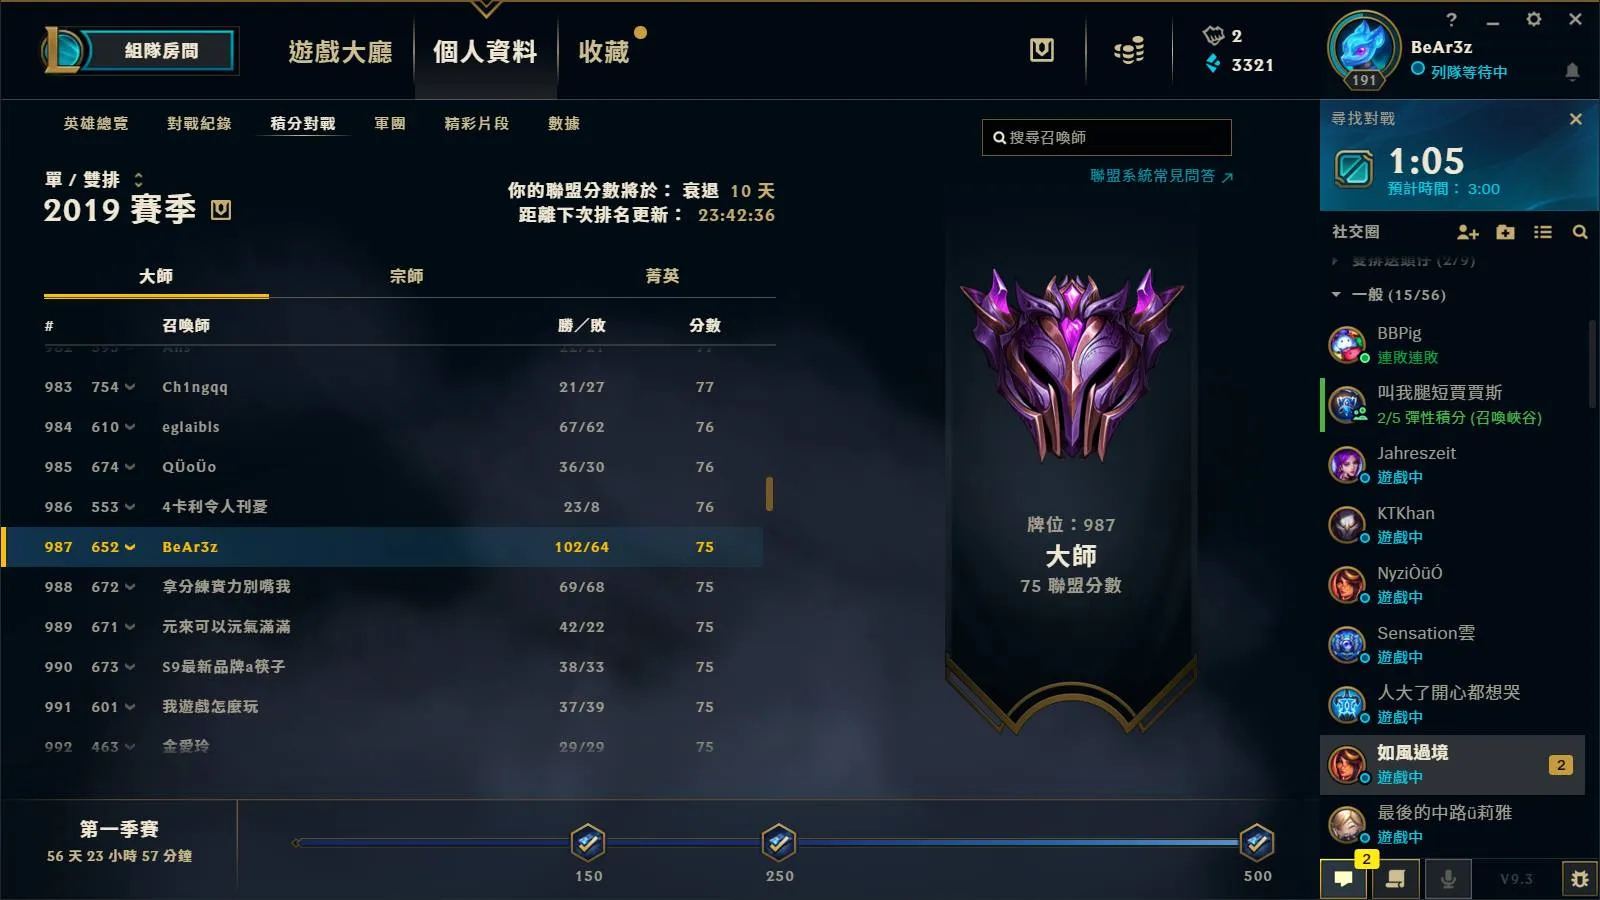 組隊房間
遊戲大廳
個人資料
收藏
2
3321
191
BeAr3z
列隊等待中
英雄總覽
對戰紀錄
積分對戰
軍團
精彩片段
數據
搜尋召喚師
聯盟系統常見問答
單 / 雙排
2019 賽季
你的聯盟分數將於： 衰退 10 天
距離下次排名更新： 23:42:36
大師
宗師
菁英
# 召喚師 勝／敗 分數
983 754 Ch1ngqq 21/27 77
984 610 eglaibls 67/62 76
985 674 QÜoÜo 36/30 76
986 553 4卡利令人刊憂 23/8 76
987 652 BeAr3z 102/64 75
988 672 拿分練實力別嘴我 69/68 75
989 671 元來可以沅氣滿滿 42/22 75
990 673 S9最新品牌a筷子 38/33 75
991 601 我遊戲怎麼玩 37/39 75
992 463 金愛玲 29/29 75
牌位：987
大師
75 聯盟分數
第一季賽
56 天 23 小時 57 分鐘
150
250
500
尋找對戰
1:05
預計時間： 3:00
社交圈
一般 (15/56)
BBPig
連敗連敗
叫我腿短賈賈斯
2/5 彈性積分 (召喚峽谷)
Jahreszeit
遊戲中
KTKhan
遊戲中
NyziÒüÓ
遊戲中
Sensation雲
遊戲中
人大了開心都想哭
遊戲中
如風過境
遊戲中
2
最後的中路ü莉雅
遊戲中
2
V9.3